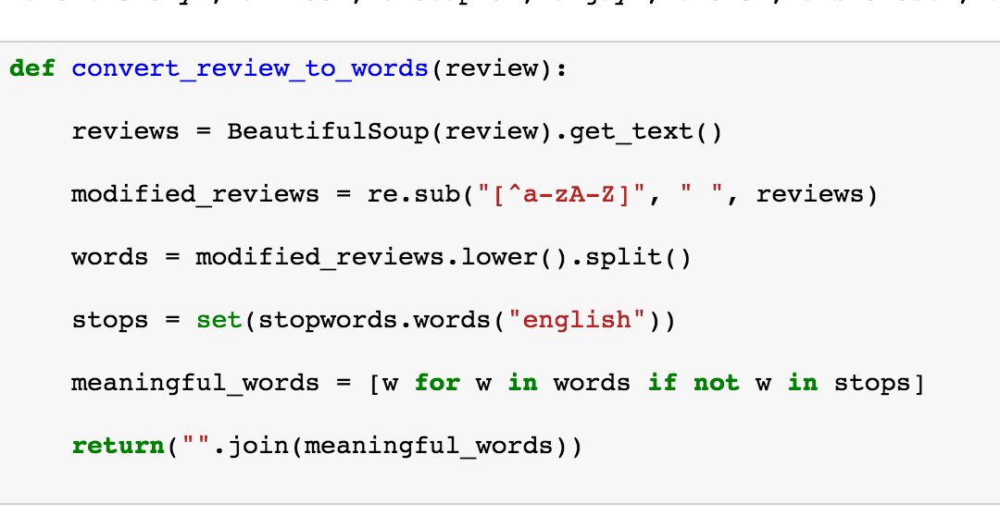 def convert_review_to_words(review):
    reviews = BeautifulSoup(review).get_text()
    modified_reviews = re.sub("[^a-zA-Z]", " ", reviews)
    words = modified_reviews.lower().split()
    stops = set(stopwords.words("english"))
    meaningful_words = [w for w in words if not w in stops]
    return("".join(meaningful_words))